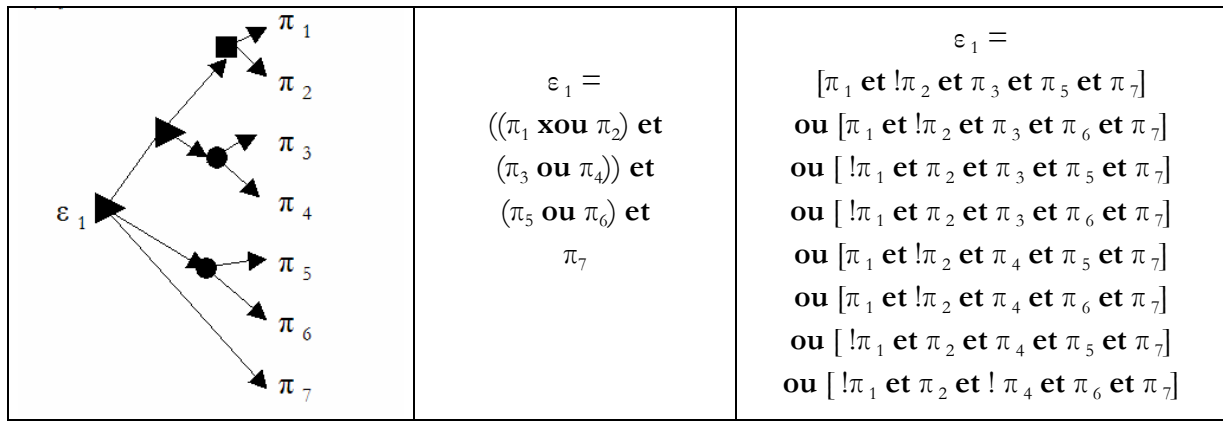 π 1
π 2
π 3
π 4
ε 1
π 5
π 6
π 7
ε 1 =
((π 1 xou π 2) et
(π3 ou π4)) et
(π5 ou π6) et
π7
ε 1 =
[π 1 et !π 2 et π 3 et π 5 et π 7]
ou [π 1 et !π 2 et π 3 et π 6 et π 7]
ou [ !π 1 et π 2 et π 3 et π 5 et π 7]
ou [ !π 1 et π 2 et π 3 et π 6 et π 7]
ou [π 1 et !π 2 et π 4 et π 5 et π 7]
ou [π 1 et !π 2 et π 4 et π 6 et π 7]
ou [ !π 1 et π 2 et π 4 et π 5 et π 7]
ou [ !π 1 et π 2 et ! π 4 et π 6 et π 7]